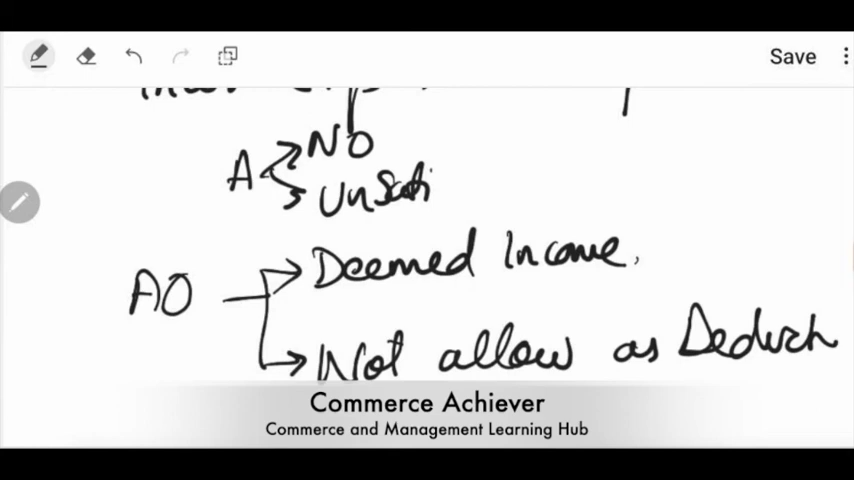 Save
A NO
UnSati
AO Deemed Income.
Not allow as Deduch
Commerce Achiever
Commerce and Management Learning Hub